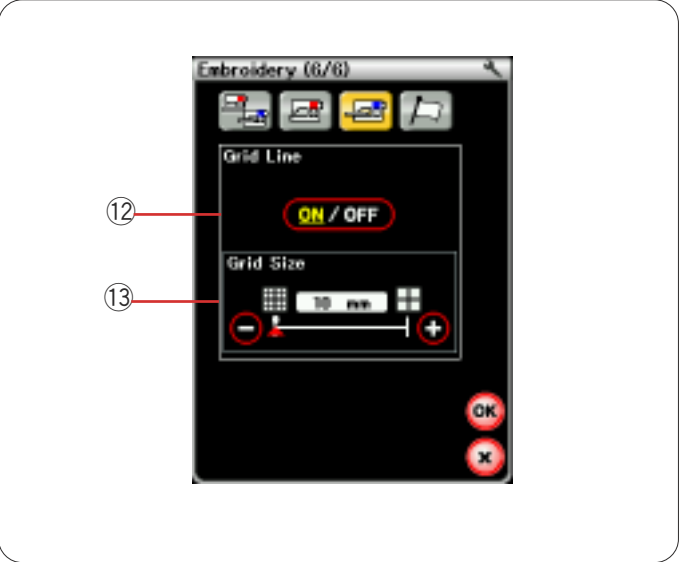 Embroidery (6/6)
Grid Line
⑫
ON / OFF
Grid Size
⑬
10 mm
OK